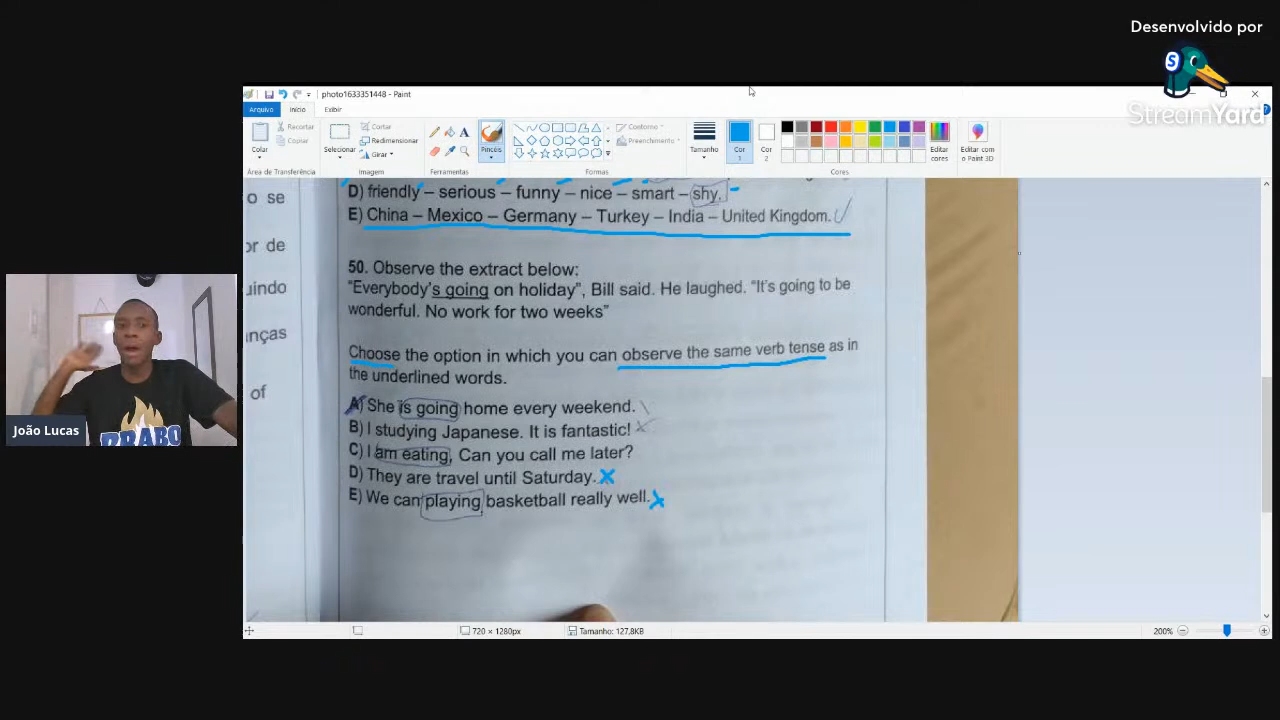 Desenvolvido por
StreamYard
photo1633351448 - Paint
Arquivo
Início
Exibir
Colar
Recortar
Copiar
Área de Transferência
Selecionar
Cortar
Redimensionar
Girar
Imagem
A
Ferramentas
Pincéis
Contorno
Preenchimento
Formas
Tamanho
Cor
1
Cor
2
Editar
cores
Editar com
o Paint 3D
Cores
o se
or de
uindo
nças
of
D) friendly – serious – funny – nice – smart – shy.
E) China – Mexico – Germany – Turkey – India – United Kingdom.
50. Observe the extract below:
"Everybody's going on holiday", Bill said. He laughed. "It's going to be
wonderful. No work for two weeks"
Choose the option in which you can observe the same verb tense as in
the underlined words.
A) She is going home every weekend.
B) I studying Japanese. It is fantastic!
C) I am eating, Can you call me later?
D) They are travel until Saturday.
E) We can playing basketball really well.
João Lucas
BRABO
720 × 1280px
Tamanho: 127,8KB
200%